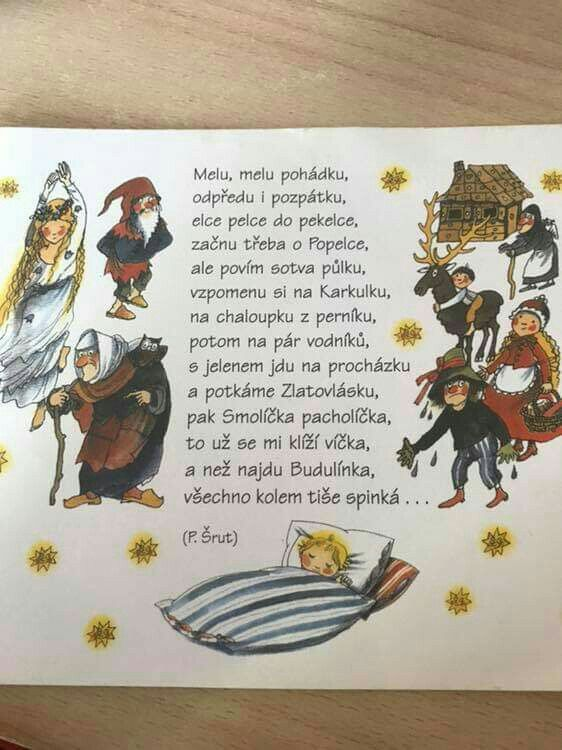 Melu, melu pohádku,
odpředu i pozpátku,
elce pelce do pekelce,
začnu třeba o Popelce,
ale povím sotva půlku,
vzpomenu si na Karkulku,
na chaloupku z perníku,
potom na pár vodníků,
s jelenem jdu na procházku
a potkáme Zlatovlásku,
pak Smolíčka pacholíčka,
to už se mi klíží víčka,
a než najdu Budulínka,
všechno kolem tiše spinká . . .
(P. Šrut)